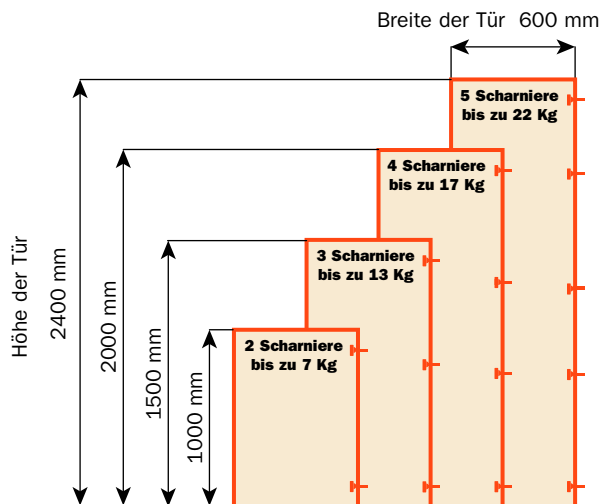 Breite der Tür 600 mm
5 Scharniere
bis zu 22 Kg
4 Scharniere
bis zu 17 Kg
3 Scharniere
bis zu 13 Kg
2 Scharniere
bis zu 7 Kg
Höhe der Tür
2400 mm
2000 mm
1500 mm
1000 mm